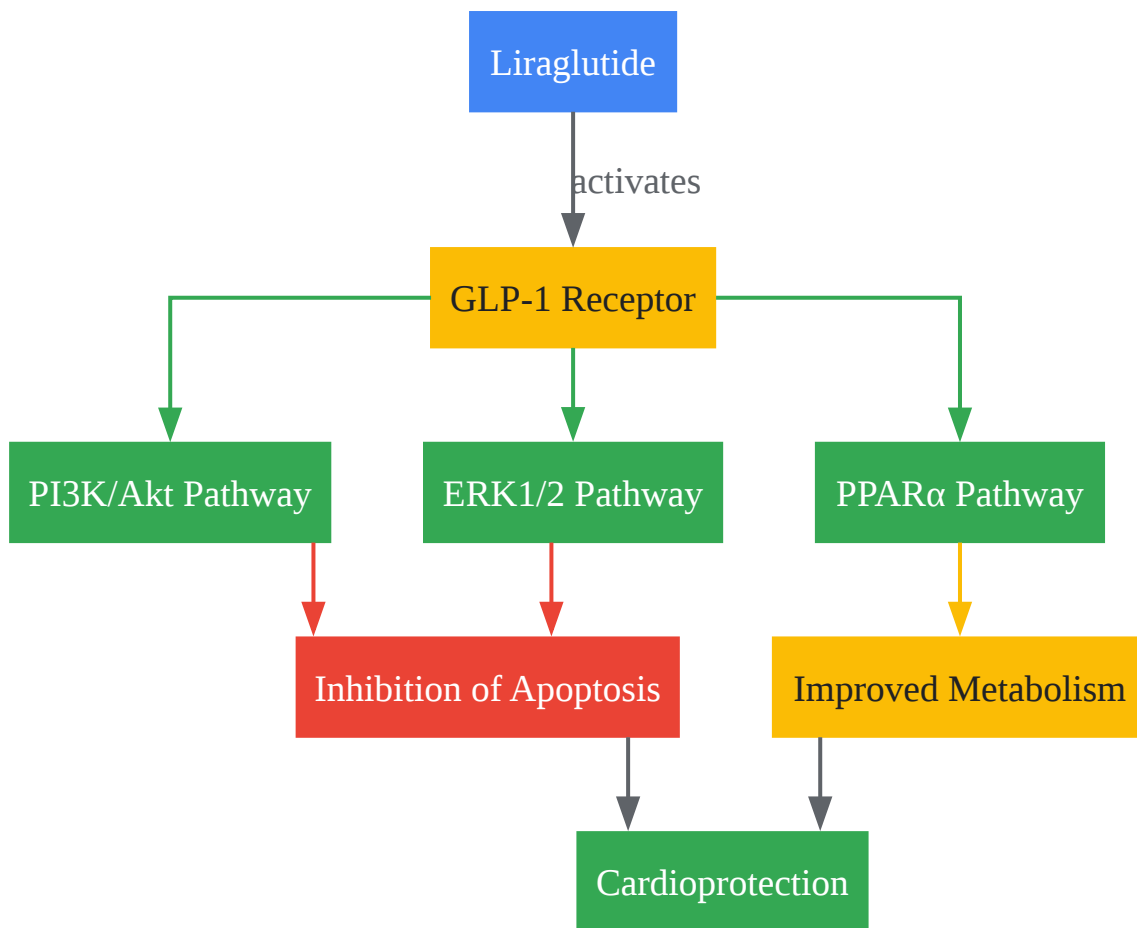 Liraglutide
activates
GLP-1 Receptor
PI3K/Akt Pathway
ERK1/2 Pathway
PPARα Pathway
Inhibition of Apoptosis
Improved Metabolism
Cardioprotection